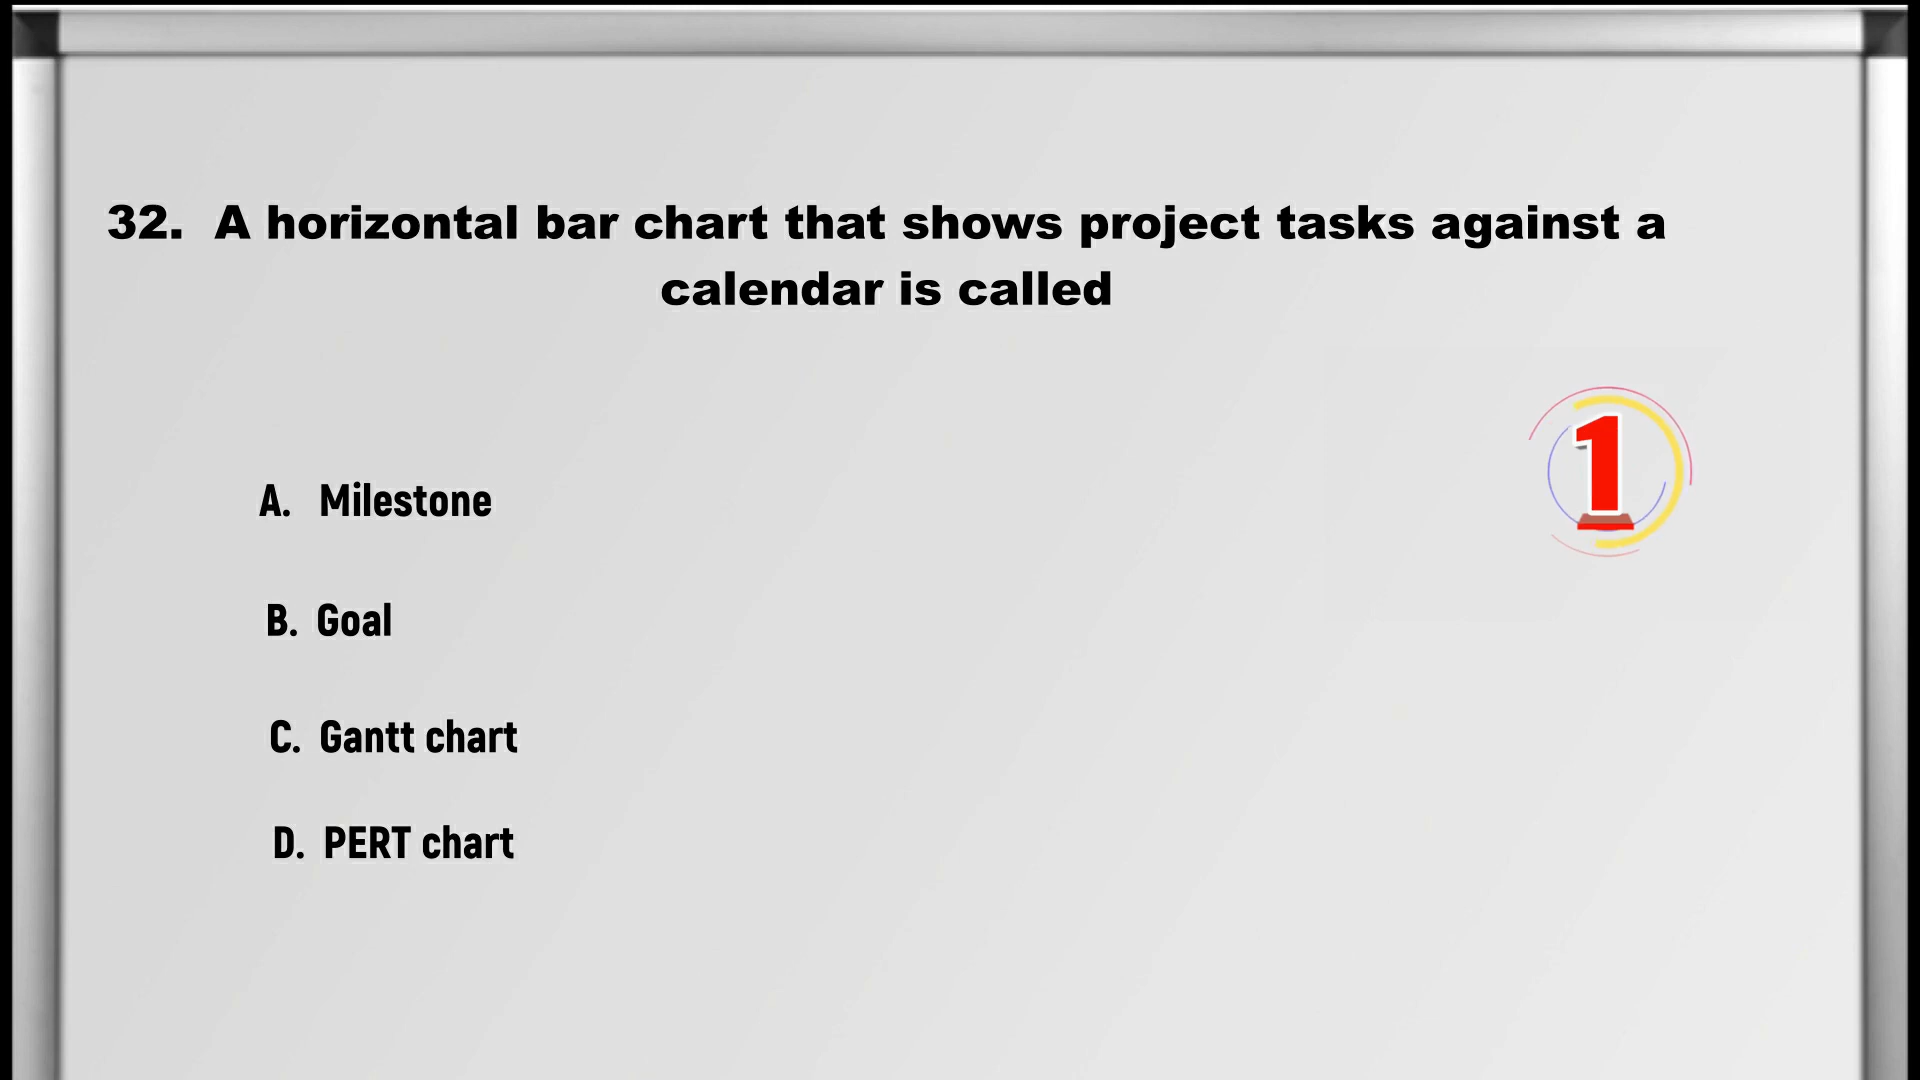 32. A horizontal bar chart that shows project tasks against a
calendar is called
1
A. Milestone
B. Goal
C. Gantt chart
D. PERT chart